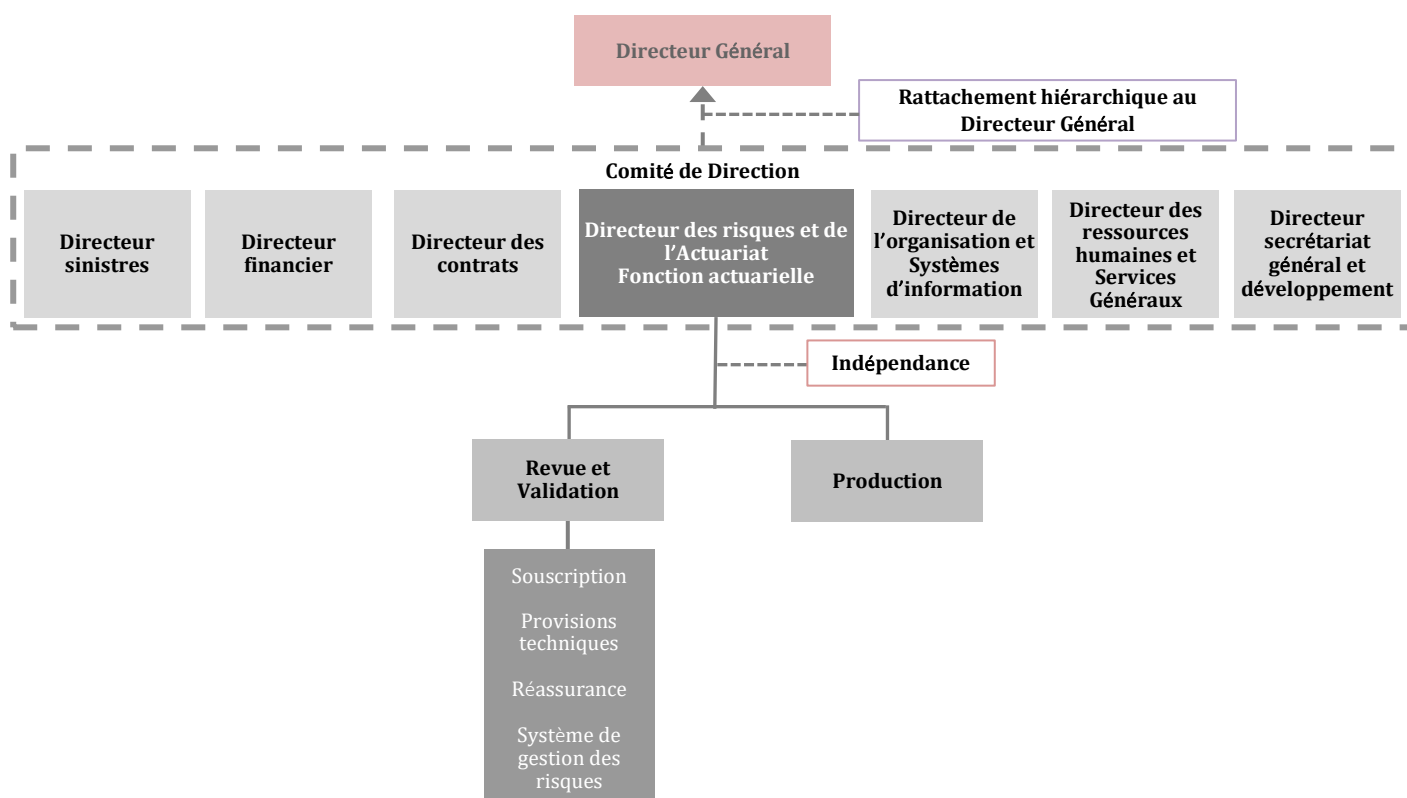 Directeur Général
Rattachement hiérarchique au
Directeur Général
Comité de Direction
Directeur
sinistres
Directeur
financier
Directeur des
contrats
Directeur des risques et de
l’Actuariat
Fonction actuarielle
Directeur de
l’organisation et
Systèmes
d’information
Directeur des
ressources
humaines et
Services
Généraux
Directeur
secrétariat
général et
développement
Indépendance
Revue et
Validation
Production
Souscription
Provisions
techniques
Réassurance
Système de
gestion des
risques